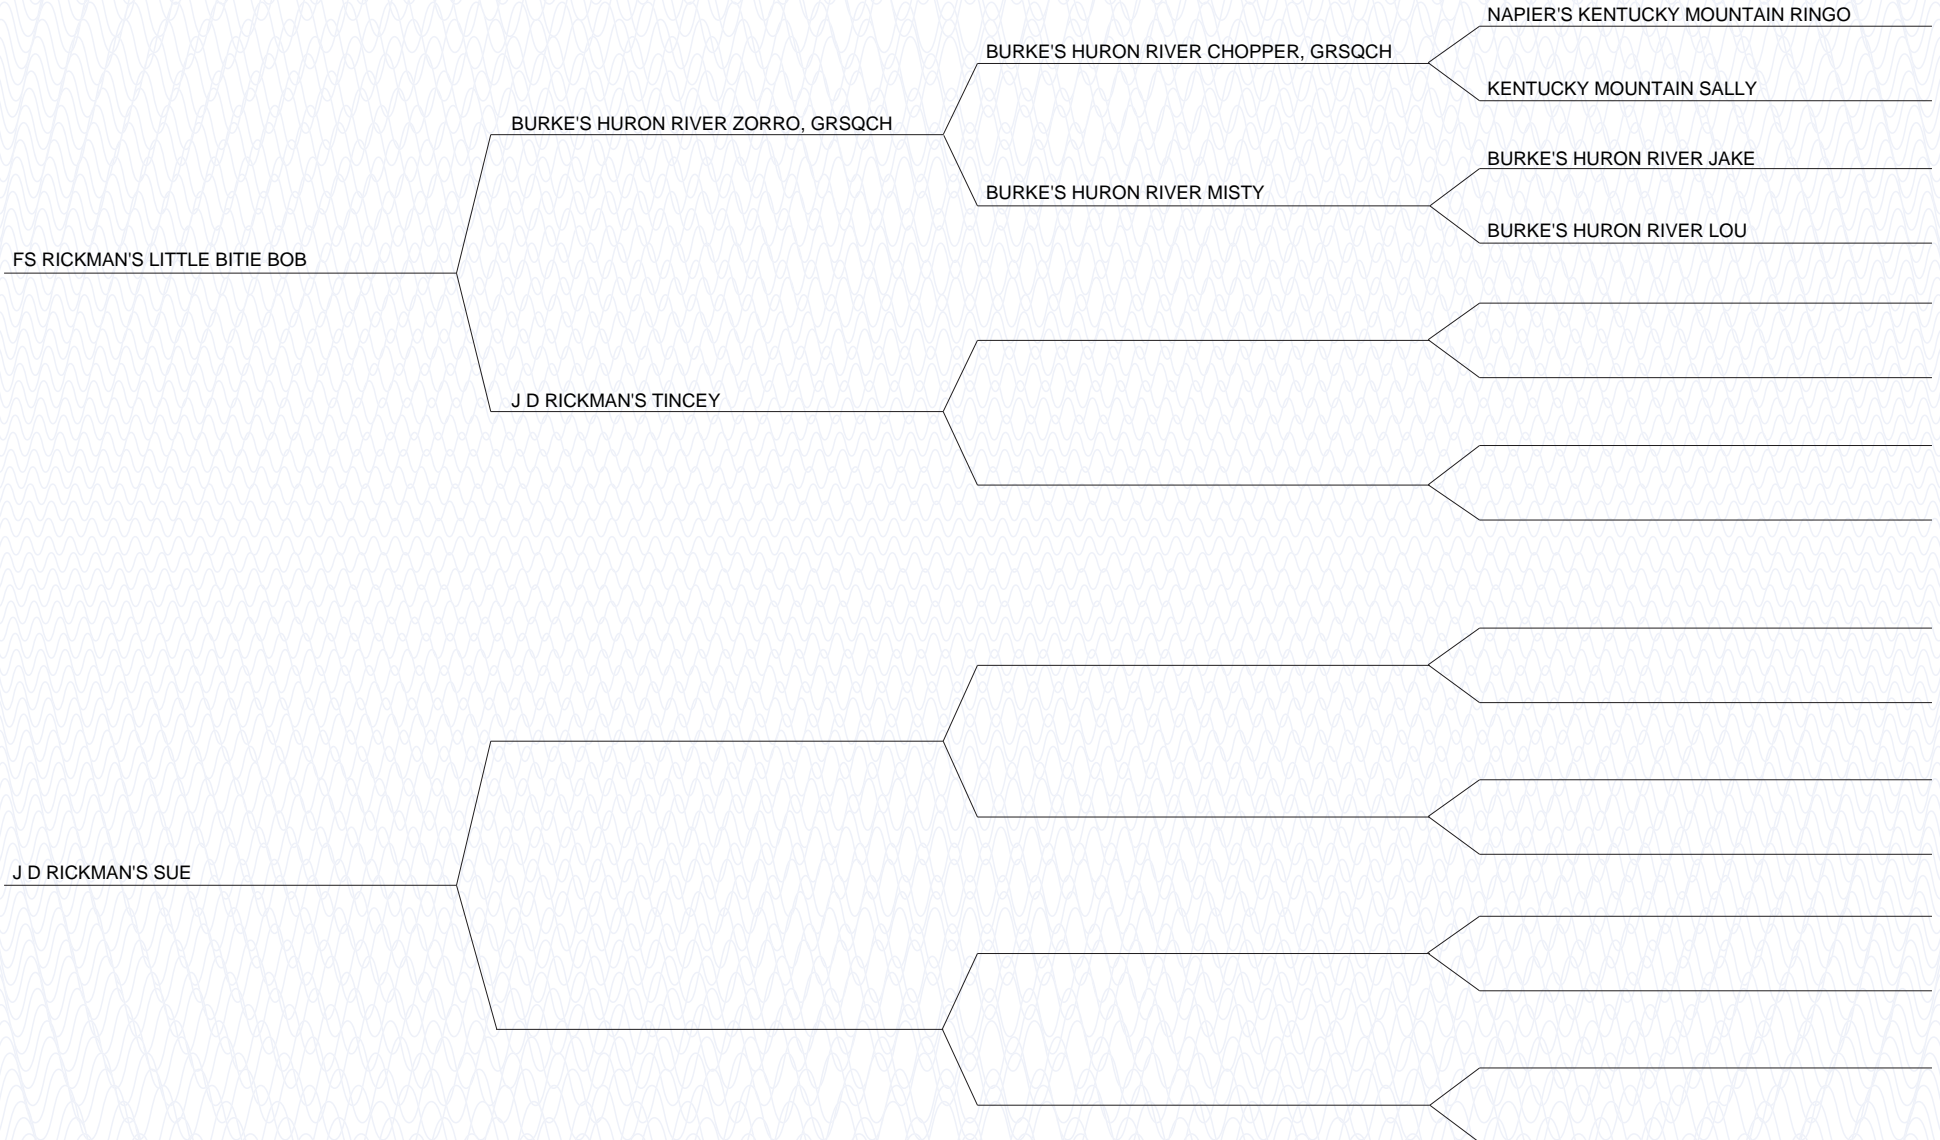 NAPIER'S KENTUCKY MOUNTAIN RINGO
BURKE'S HURON RIVER CHOPPER, GRSQCH
KENTUCKY MOUNTAIN SALLY
BURKE'S HURON RIVER ZORRO, GRSQCH
BURKE'S HURON RIVER JAKE
BURKE'S HURON RIVER MISTY
BURKE'S HURON RIVER LOU
FS RICKMAN'S LITTLE BITIE BOB
J D RICKMAN'S TINCEY
J D RICKMAN'S SUE